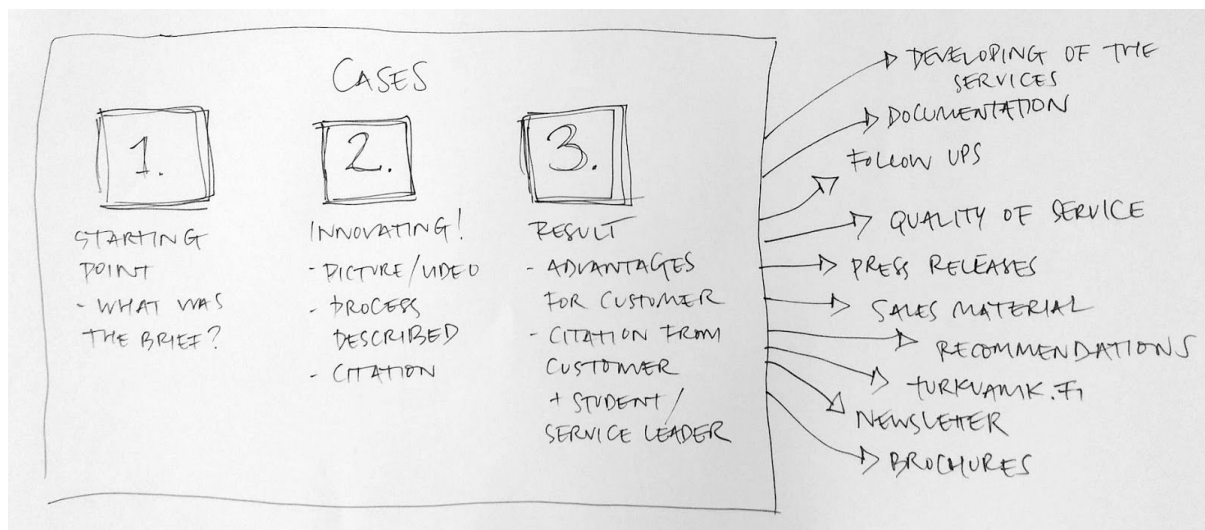 CASES
1.
STARTING
POINT
- WHAT WAS
THE BRIEF?
2.
INNOVATING!
- PICTURE/VIDEO
- PROCESS
DESCRIBED
- CITATION
3.
RESULT
- ADVANTAGES
FOR CUSTOMER
- CITATION FROM
CUSTOMER
+ STUDENT/
SERVICE LEADER
DEVELOPING OF THE
SERVICES
DOCUMENTATION
FOLLOW UPS
QUALITY OF SERVICE
PRESS RELEASES
SALES MATERIAL
RECOMMENDATIONS
TURKUAMK.FI
NEWSLETTER
BROCHURES